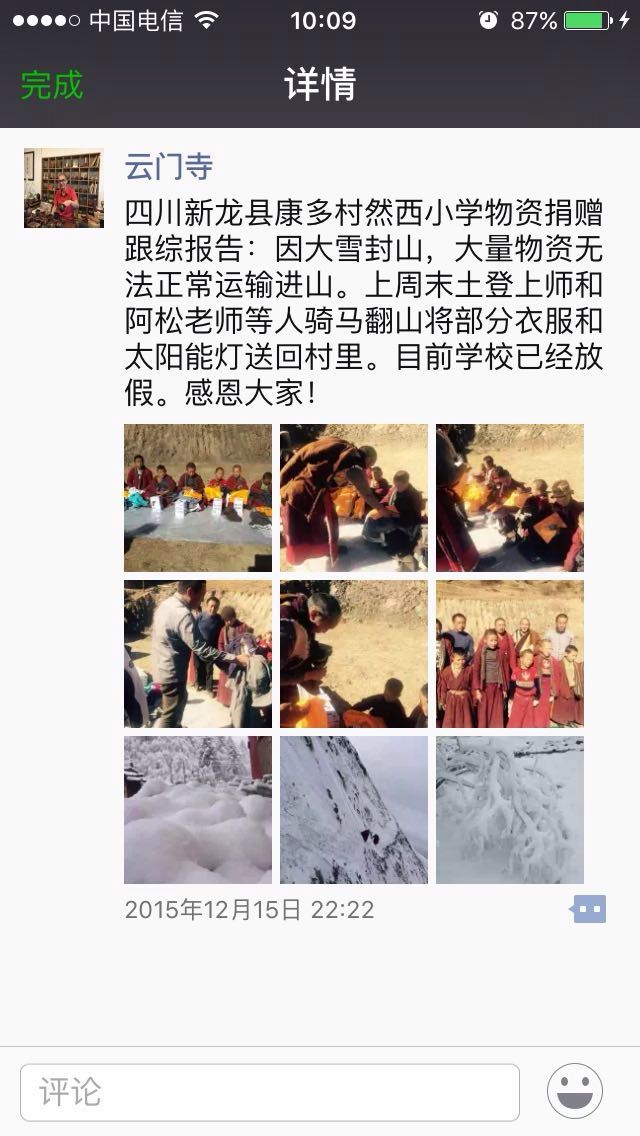 中国电信 10:09 87%
完成 详情
云门寺
四川新龙县康多村然西小学物资捐赠
跟综报告：因大雪封山，大量物资无
法正常运输进山。上周末土登上师和
阿松老师等人骑马翻山将部分衣服和
太阳能灯送回村里。目前学校已经放
假。感恩大家！
2015年12月15日 22:22
评论